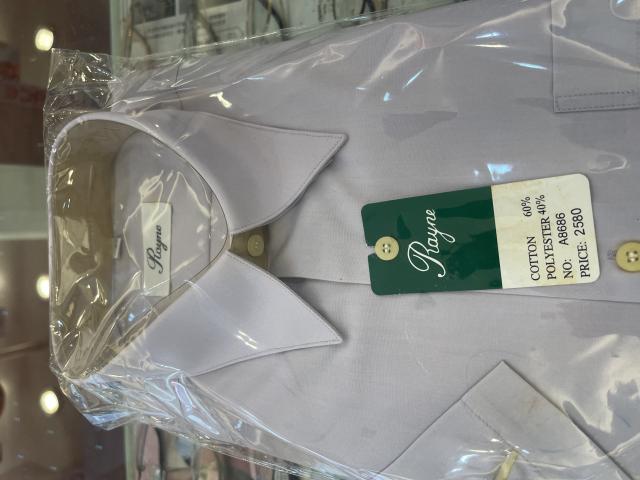 Rayne
Rayne
COTTON 60%
POLYESTER 40%
NO: A8686
PRICE: 2580